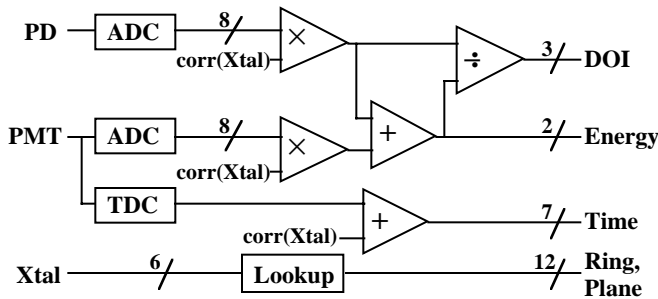 PD ADC 8 × ÷ 3 DOI
corr(Xtal)
PMT ADC 8 × + 2 Energy
corr(Xtal)
TDC + 7 Time
corr(Xtal)
Xtal 6 Lookup 12 Ring,
Plane